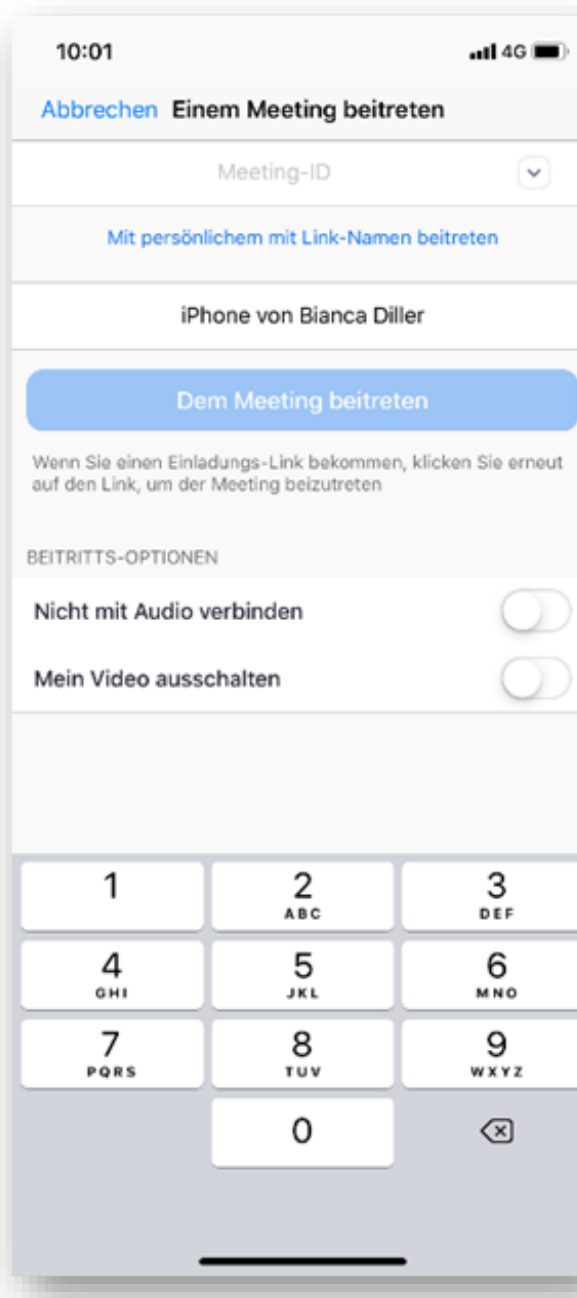 10:01 4G
Abbrechen Einem Meeting beitreten
Meeting-ID
Mit persönlichem mit Link-Namen beitreten
iPhone von Bianca Diller
Dem Meeting beitreten
Wenn Sie einen Einladungs-Link bekommen, klicken Sie erneut
auf den Link, um der Meeting beizutreten
BEITRITTS-OPTIONEN
Nicht mit Audio verbinden
Mein Video ausschalten
1 2 3
ABC DEF
4 5 6
GHI JKL MNO
7 8 9
PQRS TUV WXYZ
0